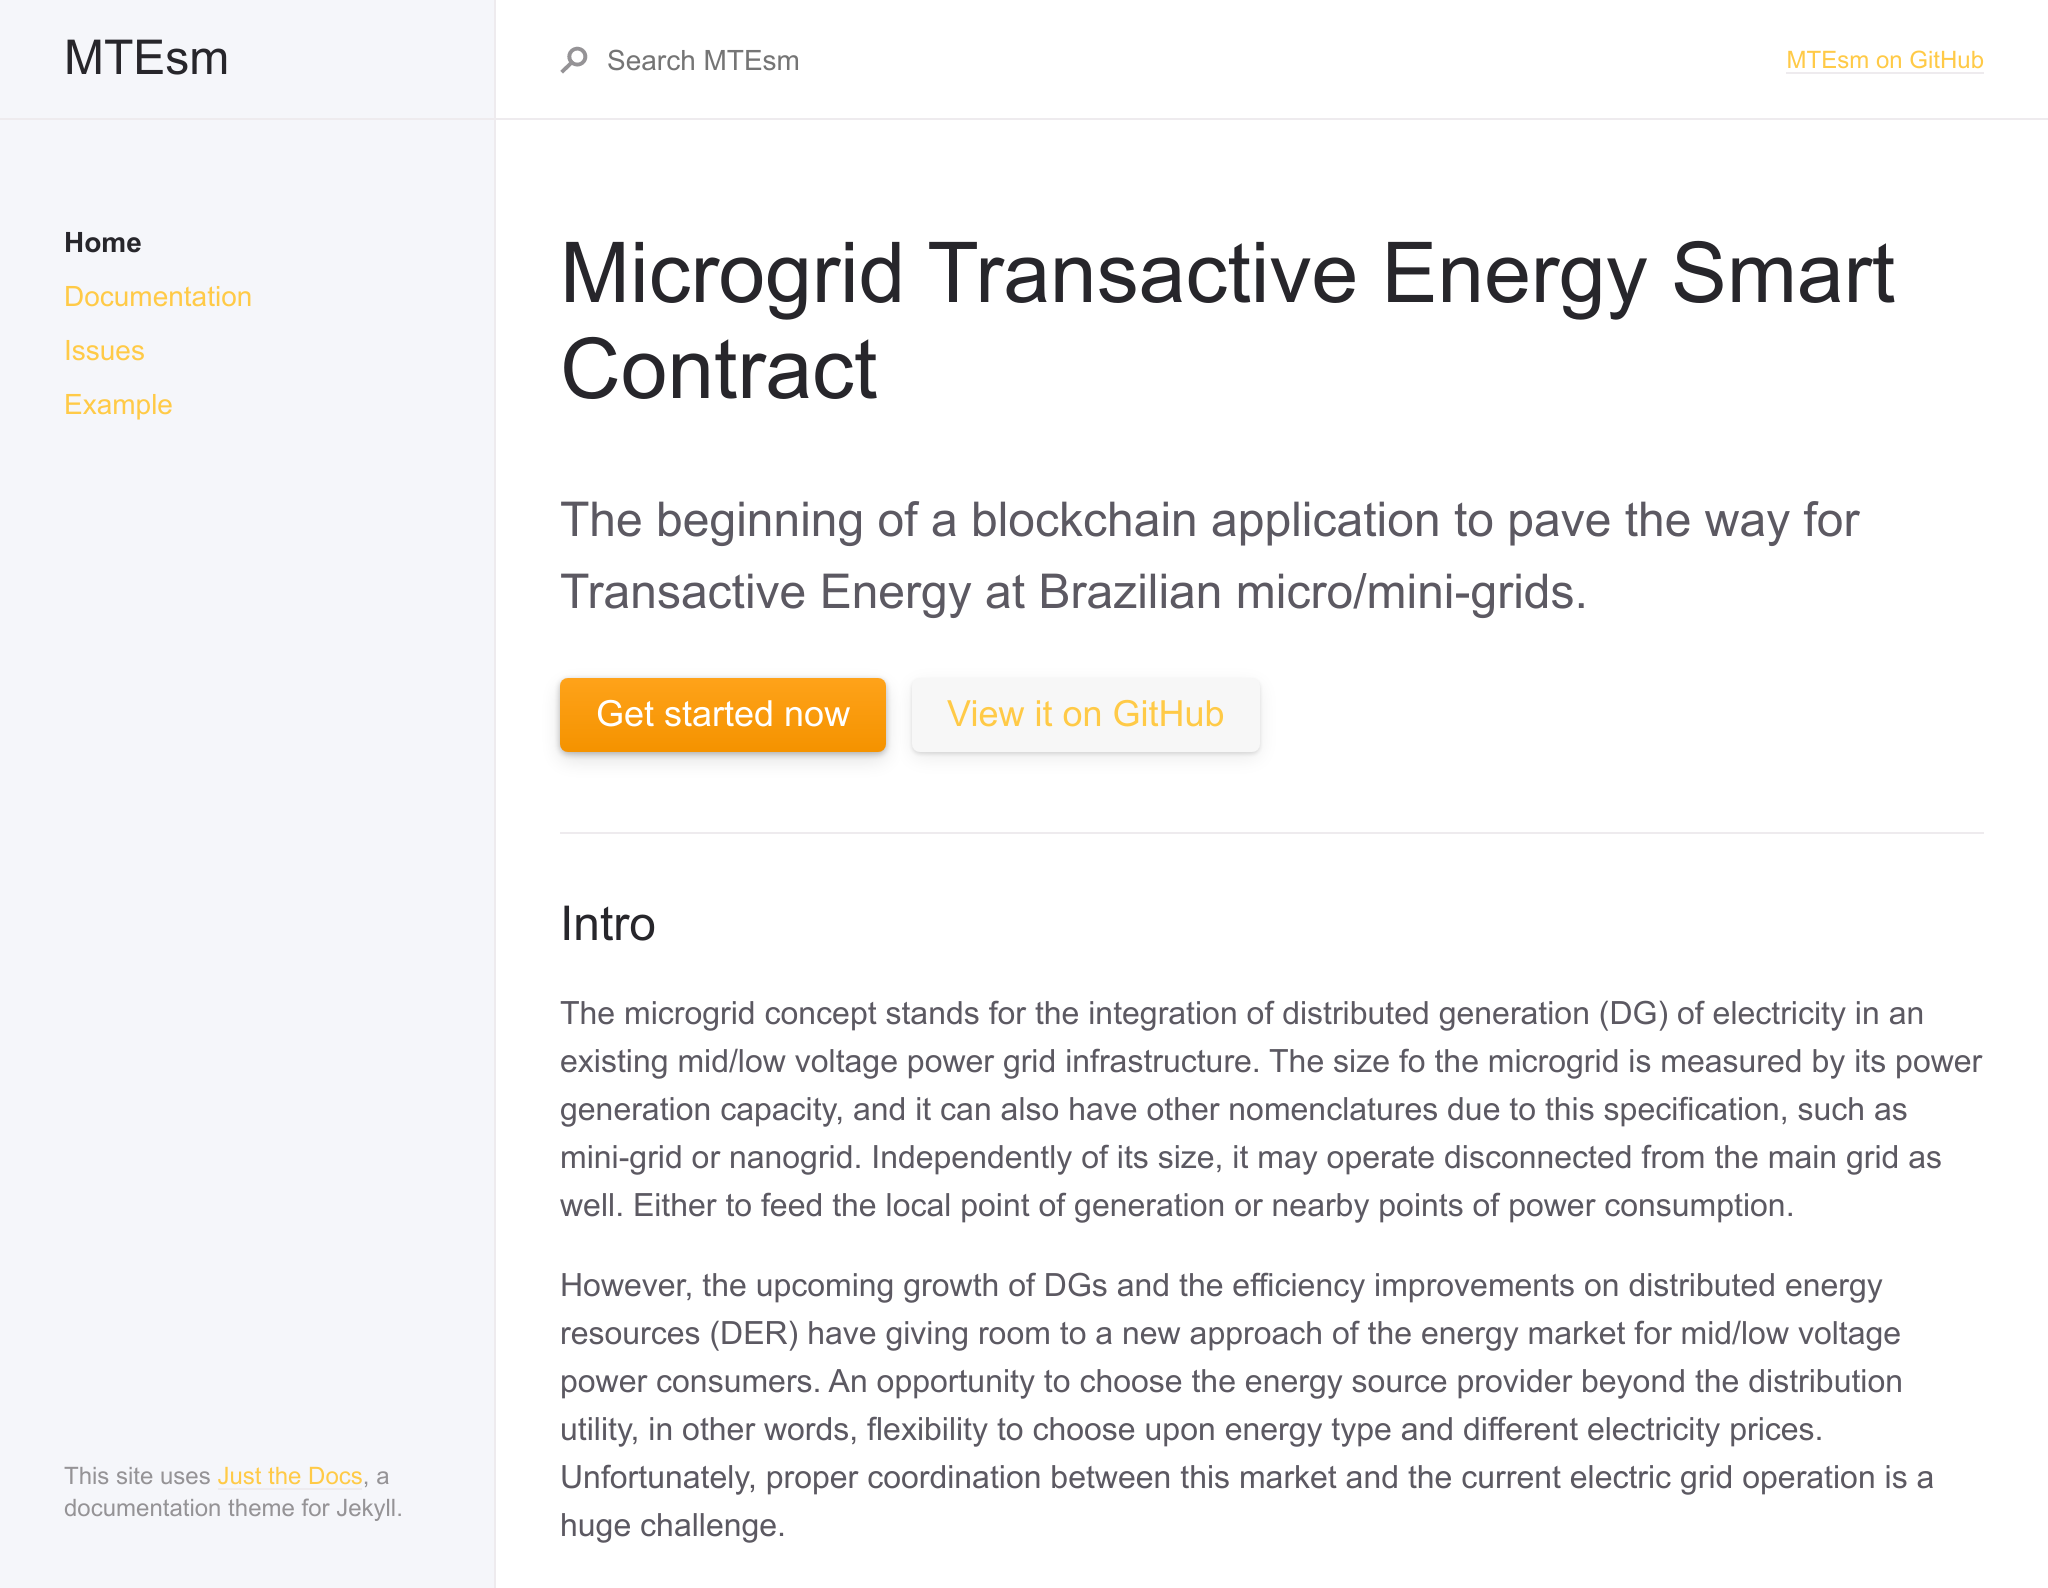 MTEsm
Search MTEsm
MTEsm on GitHub
Home
Documentation
Issues
Example
Microgrid Transactive Energy Smart
Contract
The beginning of a blockchain application to pave the way for
Transactive Energy at Brazilian micro/mini-grids.
Get started now
View it on GitHub
Intro
The microgrid concept stands for the integration of distributed generation (DG) of electricity in an
existing mid/low voltage power grid infrastructure. The size fo the microgrid is measured by its power
generation capacity, and it can also have other nomenclatures due to this specification, such as
mini-grid or nanogrid. Independently of its size, it may operate disconnected from the main grid as
well. Either to feed the local point of generation or nearby points of power consumption.
However, the upcoming growth of DGs and the efficiency improvements on distributed energy
resources (DER) have giving room to a new approach of the energy market for mid/low voltage
power consumers. An opportunity to choose the energy source provider beyond the distribution
utility, in other words, flexibility to choose upon energy type and different electricity prices.
Unfortunately, proper coordination between this market and the current electric grid operation is a
huge challenge.
This site uses Just the Docs, a
documentation theme for Jekyll.